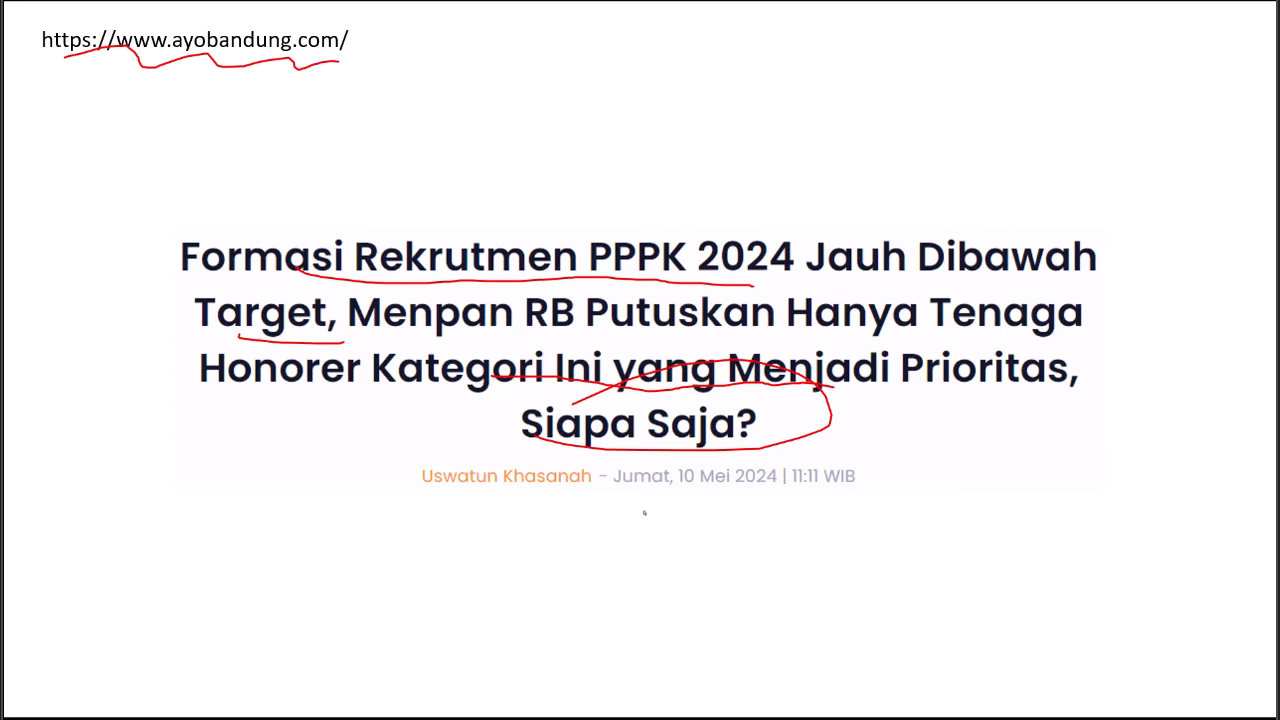 https://www.ayobandung.com/
Formasi Rekrutmen PPPK 2024 Jauh Dibawah
Target, Menpan RB Putuskan Hanya Tenaga
Honorer Kategori Ini yang Menjadi Prioritas,
Siapa Saja?
Uswatun Khasanah - Jumat, 10 Mei 2024 | 11:11 WIB